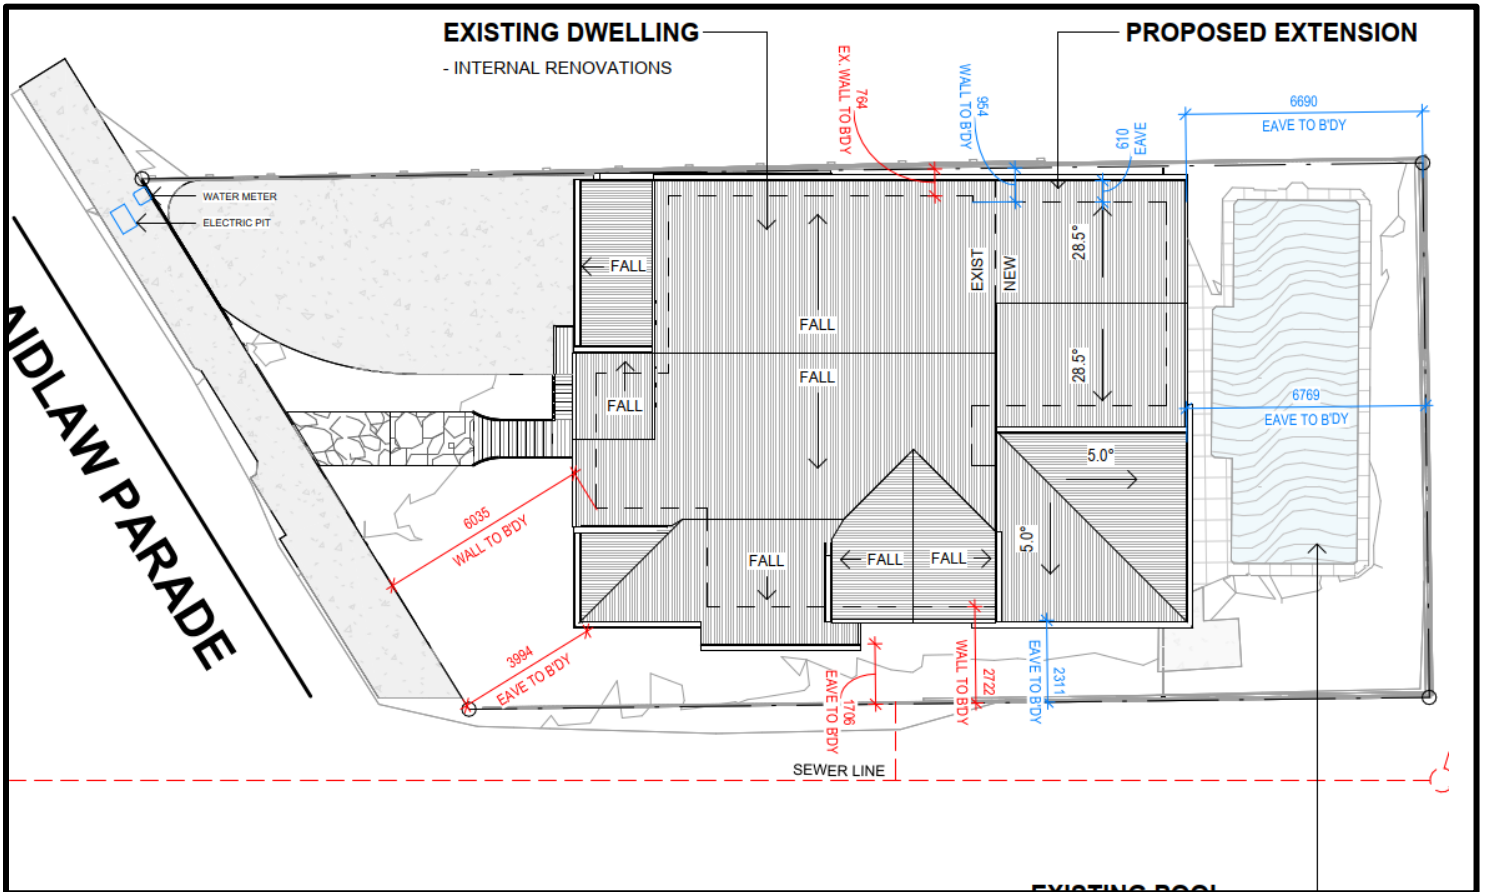 EXISTING DWELLING
- INTERNAL RENOVATIONS
PROPOSED EXTENSION
764
EX. WALL TO B'DY
954
WALL TO B'DY
610
EAVE
6690
EAVE TO B'DY
WATER METER
ELECTRIC PIT
FALL
EXIST
NEW
28.5°
FALL
FALL
28.5°
FALL
6769
EAVE TO B'DY
5.0°
5.0°
6035
WALL TO B'DY
FALL
FALL
FALL
3994
EAVE TO B'DY
1706
EAVE TO B'DY
2722
WALL TO B'DY
2311
EAVE TO B'DY
PARADE
SEWER LINE
EXISTING POOL